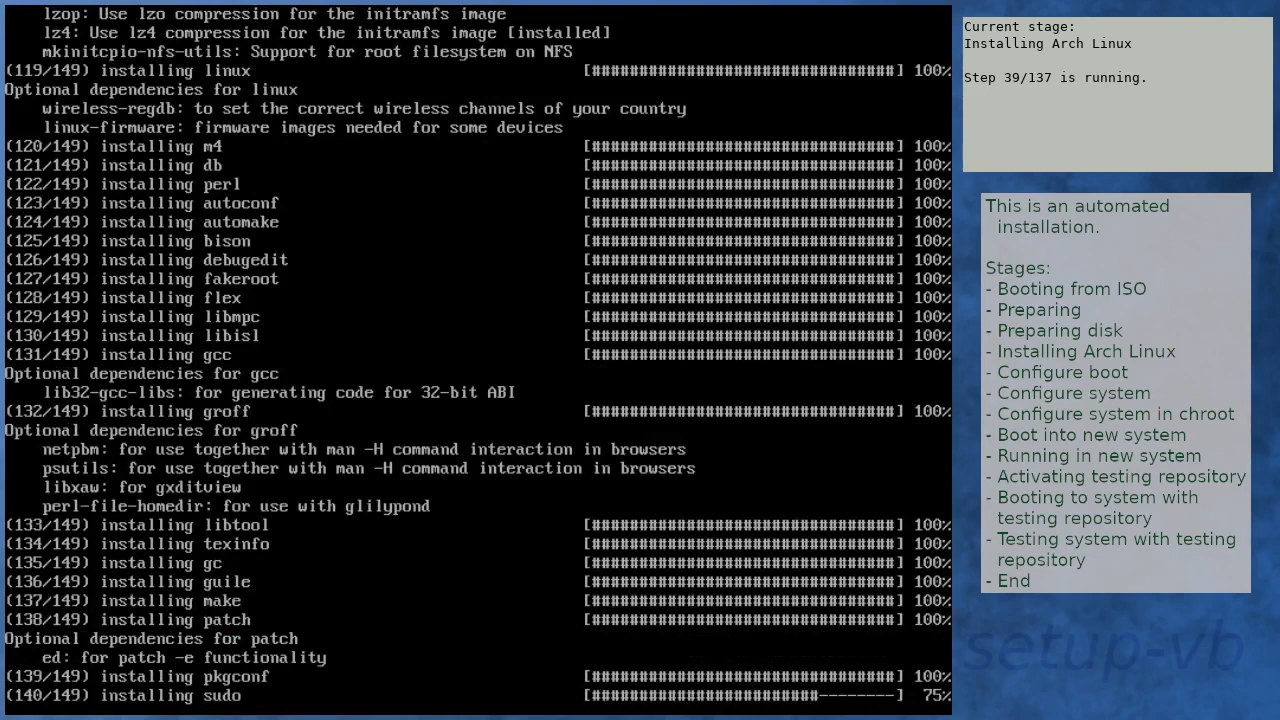 lzop: Use lzo compression for the initramfs image
lz4: Use lz4 compression for the initramfs image [installed]
mkinitcpio-nfs-utils: Support for root filesystem on NFS
(119/149) installing linux [################################] 100%
Optional dependencies for linux
wireless-regdb: to set the correct wireless channels of your country
linux-firmware: firmware images needed for some devices
(120/149) installing m4 [################################] 100%
(121/149) installing db [################################] 100%
(122/149) installing perl [################################] 100%
(123/149) installing autoconf [################################] 100%
(124/149) installing automake [################################] 100%
(125/149) installing bison [################################] 100%
(126/149) installing debugedit [################################] 100%
(127/149) installing fakeroot [################################] 100%
(128/149) installing flex [################################] 100%
(129/149) installing libmpc [################################] 100%
(130/149) installing libisl [################################] 100%
(131/149) installing gcc [################################] 100%
Optional dependencies for gcc
lib32-gcc-libs: for generating code for 32-bit ABI
(132/149) installing groff [################################] 100%
Optional dependencies for groff
netpbm: for use together with man -H command interaction in browsers
psutils: for use together with man -H command interaction in browsers
libxaw: for gxditview
perl-file-homedir: for use with glilypond
(133/149) installing libtool [################################] 100%
(134/149) installing texinfo [################################] 100%
(135/149) installing gc [################################] 100%
(136/149) installing guile [################################] 100%
(137/149) installing make [################################] 100%
(138/149) installing patch [################################] 100%
Optional dependencies for patch
ed: for patch -e functionality
(139/149) installing pkgconf [################################] 100%
(140/149) installing sudo [########################--------] 75%
Current stage:
Installing Arch Linux
Step 39/137 is running.
This is an automated
installation.
Stages:
- Booting from ISO
- Preparing
- Preparing disk
- Installing Arch Linux
- Configure boot
- Configure system
- Configure system in chroot
- Boot into new system
- Running in new system
- Activating testing repository
- Booting to system with
testing repository
- Testing system with testing
repository
- End
setup-vb